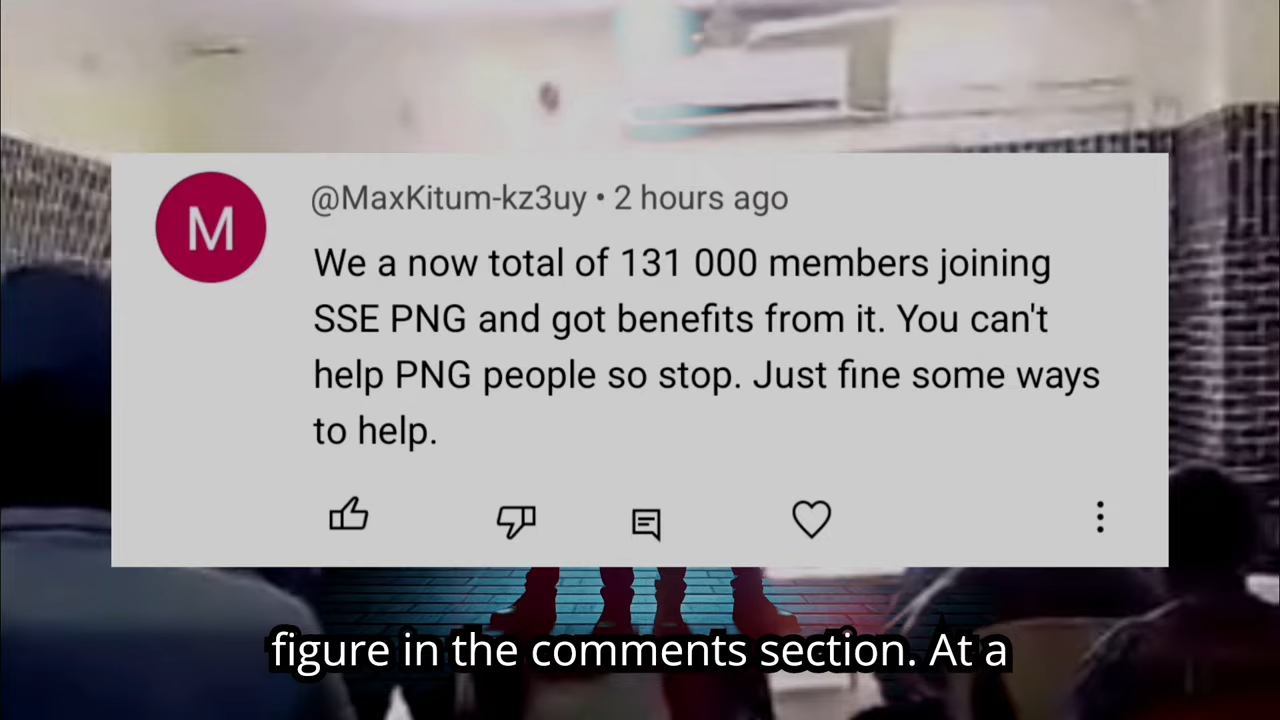 M
@MaxKitum-kz3uy • 2 hours ago
We a now total of 131 000 members joining
SSE PNG and got benefits from it. You can't
help PNG people so stop. Just fine some ways
to help.
figure in the comments section. At a